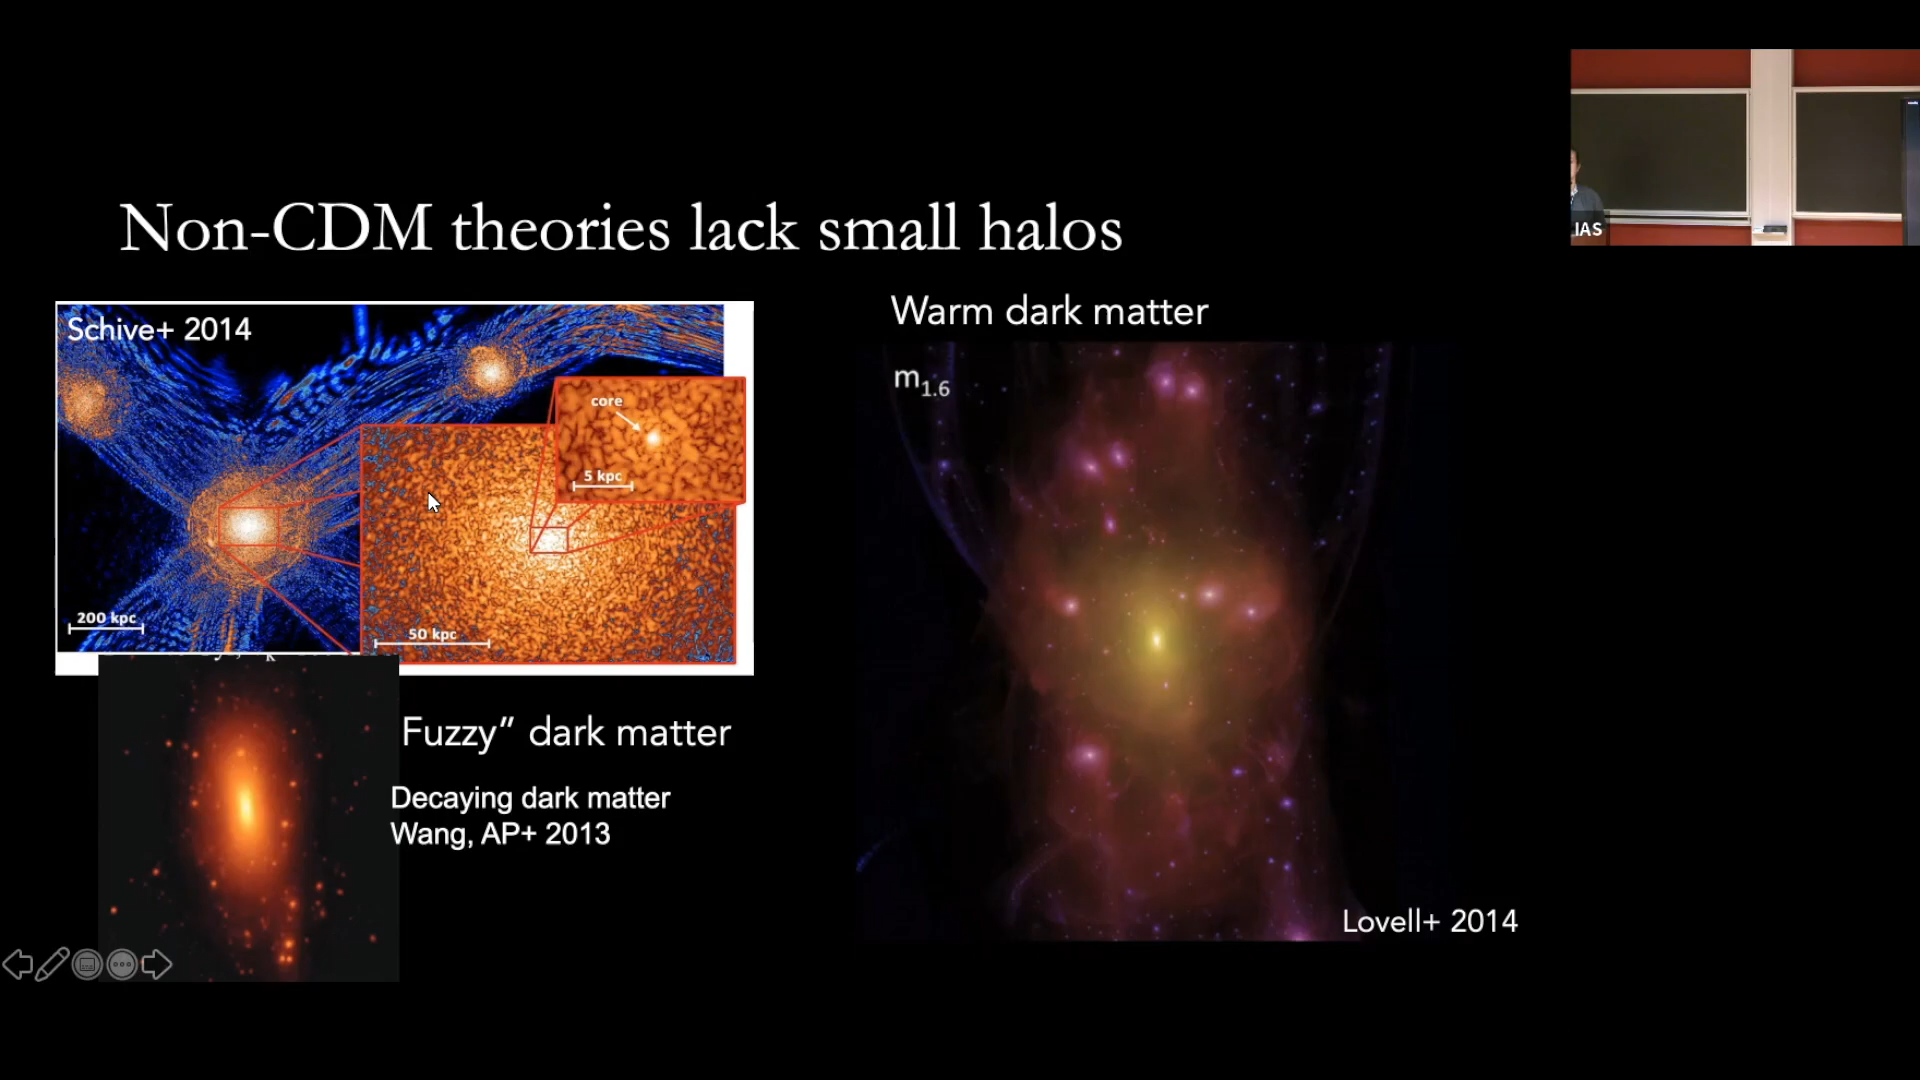 Non-CDM theories lack small halos
IAS
Schive+ 2014
core
5 kpc
200 kpc
50 kpc
Fuzzy” dark matter
Decaying dark matter
Wang, AP+ 2013
Warm dark matter
m1.6
Lovell+ 2014